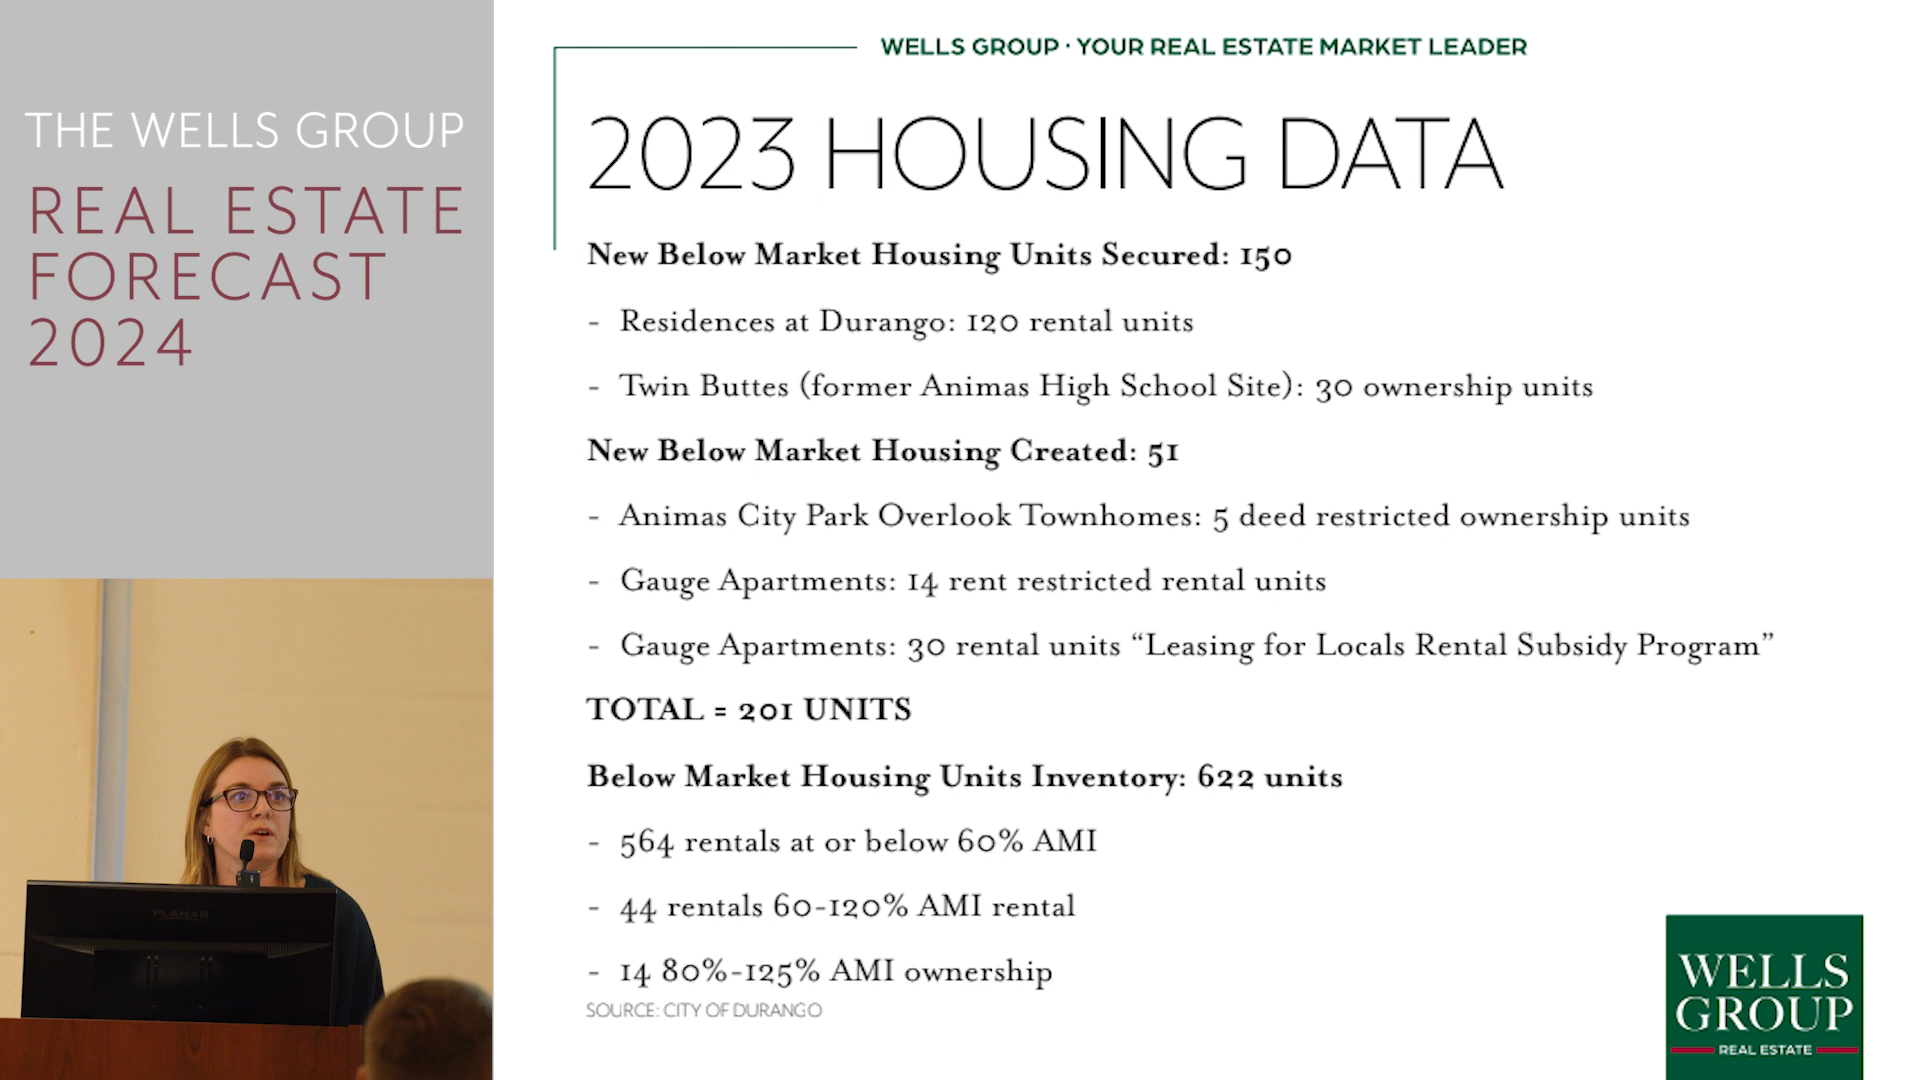 THE WELLS GROUP
REAL ESTATE
FORECAST
2024
WELLS GROUP · YOUR REAL ESTATE MARKET LEADER
2023 HOUSING DATA
New Below Market Housing Units Secured: 150
- Residences at Durango: 120 rental units
- Twin Buttes (former Animas High School Site): 30 ownership units
New Below Market Housing Created: 51
- Animas City Park Overlook Townhomes: 5 deed restricted ownership units
- Gauge Apartments: 14 rent restricted rental units
- Gauge Apartments: 30 rental units “Leasing for Locals Rental Subsidy Program”
TOTAL = 201 UNITS
Below Market Housing Units Inventory: 622 units
- 564 rentals at or below 60% AMI
- 44 rentals 60-120% AMI rental
- 14 80%-125% AMI ownership
SOURCE: CITY OF DURANGO
WELLS
GROUP
REAL ESTATE
PLANAR